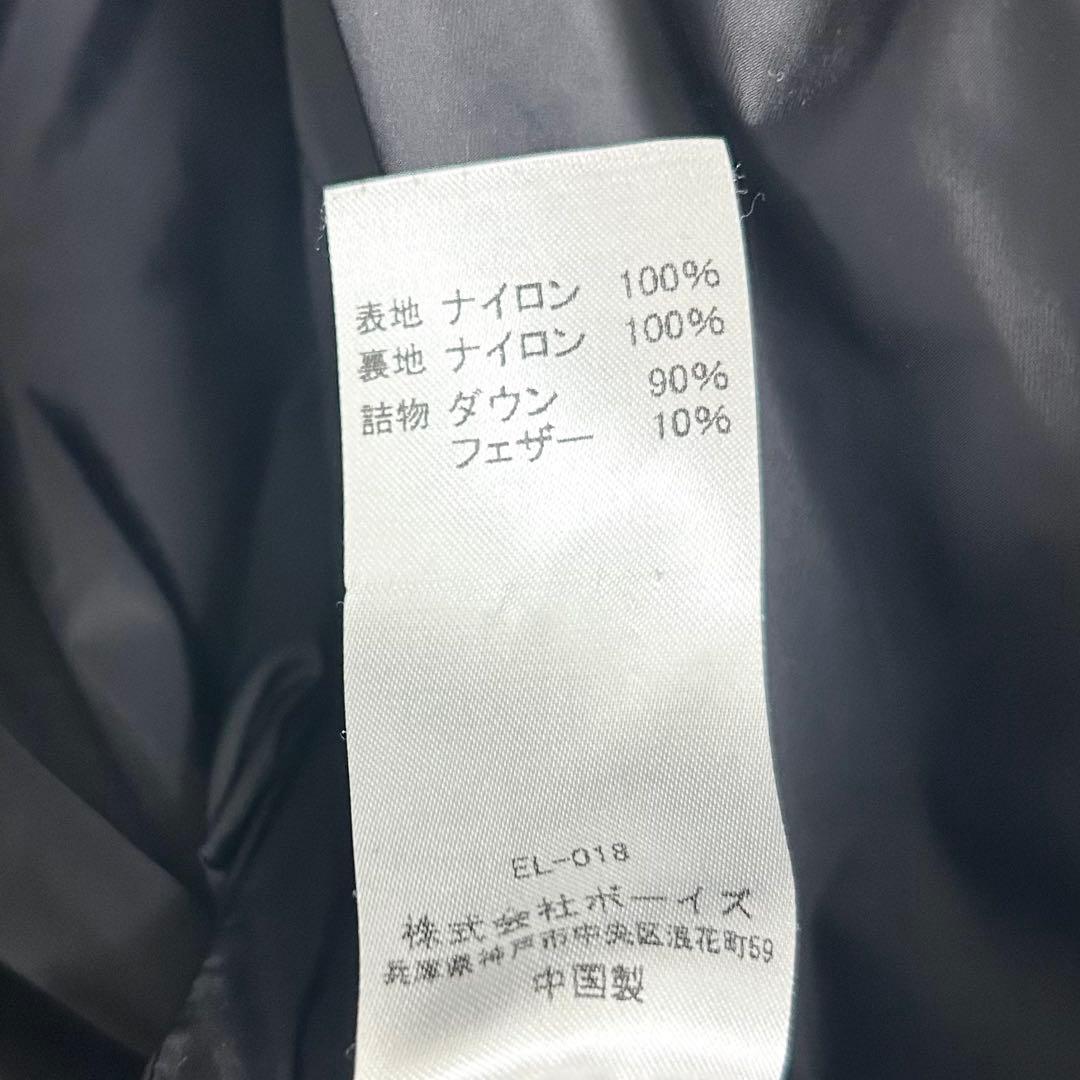 表地 ナイロン 100%
裏地 ナイロン 100%
詰物 ダウン 90%
フェザー 10%
EL-018
株式会社ボーイズ
兵庫県神戸市中央区浪花町59
中国製